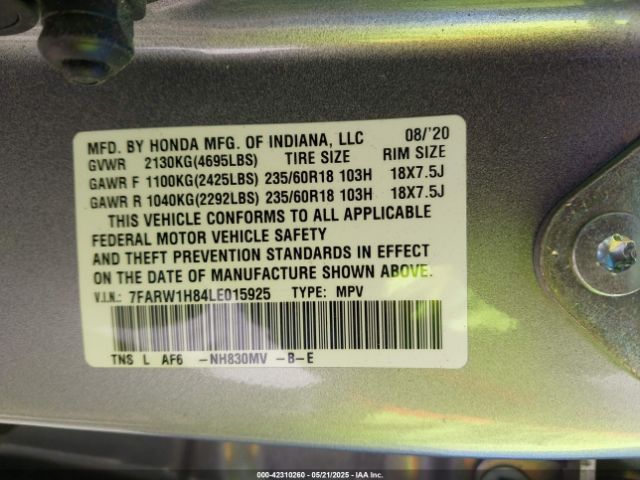 MFD. BY HONDA MFG. OF INDIANA, LLC 08/'20
GVWR 2130KG(4695LBS) TIRE SIZE RIM SIZE
GAWR F 1100KG(2425LBS) 235/60R18 103H 18X7.5J
GAWR R 1040KG(2292LBS) 235/60R18 103H 18X7.5J
THIS VEHICLE CONFORMS TO ALL APPLICABLE
FEDERAL MOTOR VEHICLE SAFETY
AND THEFT PREVENTION STANDARDS IN EFFECT
ON THE DATE OF MANUFACTURE SHOWN ABOVE.
V.I.N.: 7FARW1H84LE015925 TYPE: MPV
TNS L AF6 -NH830MV -B-E
000-42310260 - 05/21/2025 - IAA Inc.